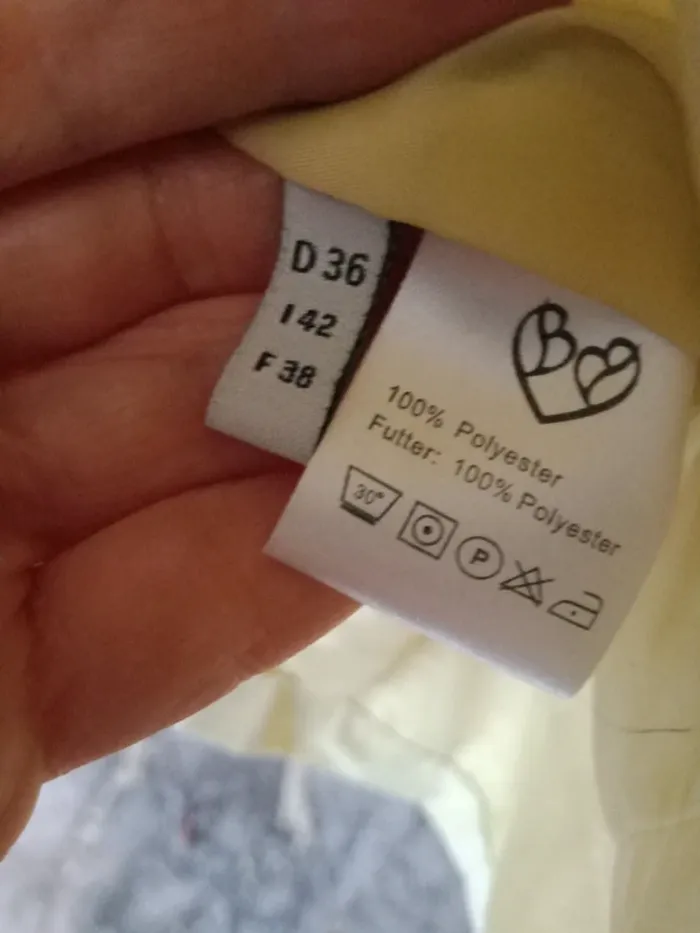 D 36
I 42
F 38
100% Polyester
Futter: 100% Polyester
30°
P